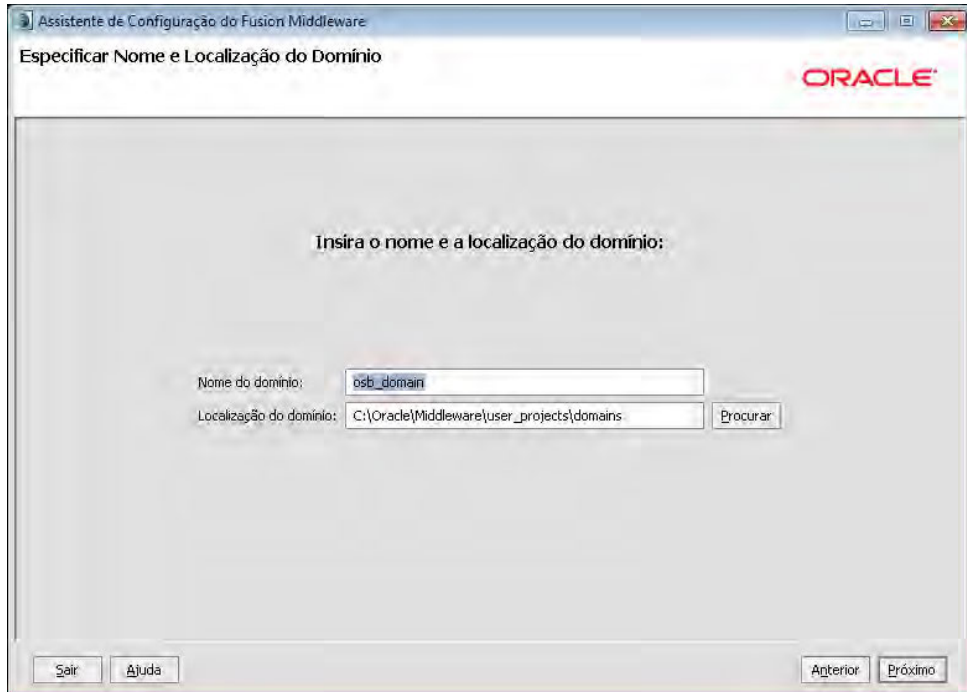 Assistente de Configuração do Fusion Middleware
Especificar Nome e Localização do Domínio
ORACLE
Insira o nome e a localização do domínio:
Nome do domínio: osb_domain
Localização do domínio: C:\Oracle\Middleware\user_projects\domains Procurar
Sair Ajuda Anterior Próximo